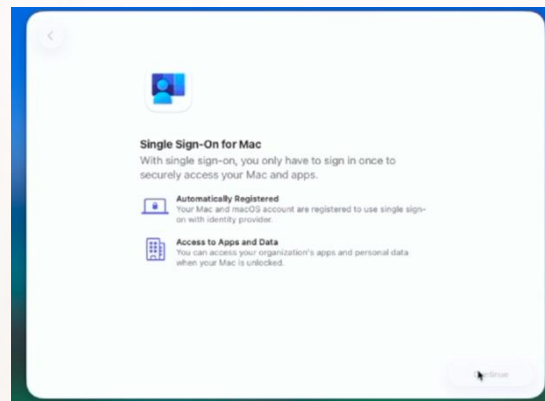 Single Sign-On for Mac
With single sign-on, you only have to sign in once to
securely access your Mac and apps.
Automatically Registered
Your Mac and macOS account are registered to use single sign-
on with identity provider.
Access to Apps and Data
You can access your organization's apps and personal data
when your Mac is unlocked.
Continue